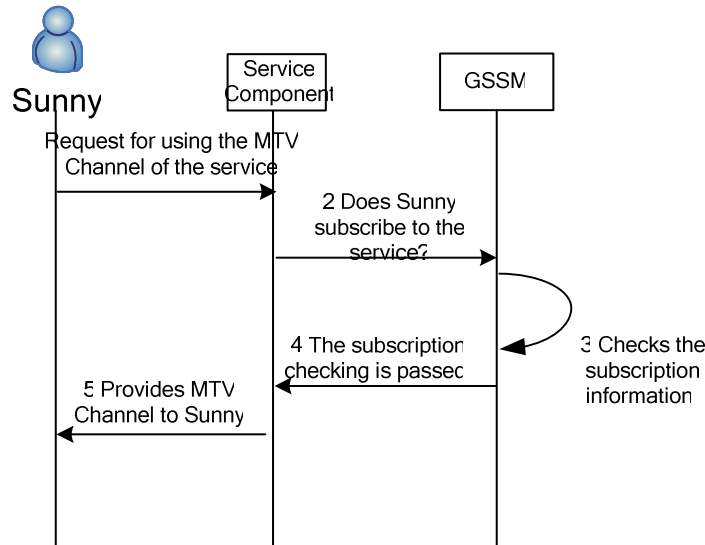 Sunny
Service
Component
GSSM
Request for using the MTV
Channel of the service
2 Does Sunny
subscribe to the
service?
3 Checks the
subscription
information
4 The subscription
checking is passed
5 Provides MTV
Channel to Sunny